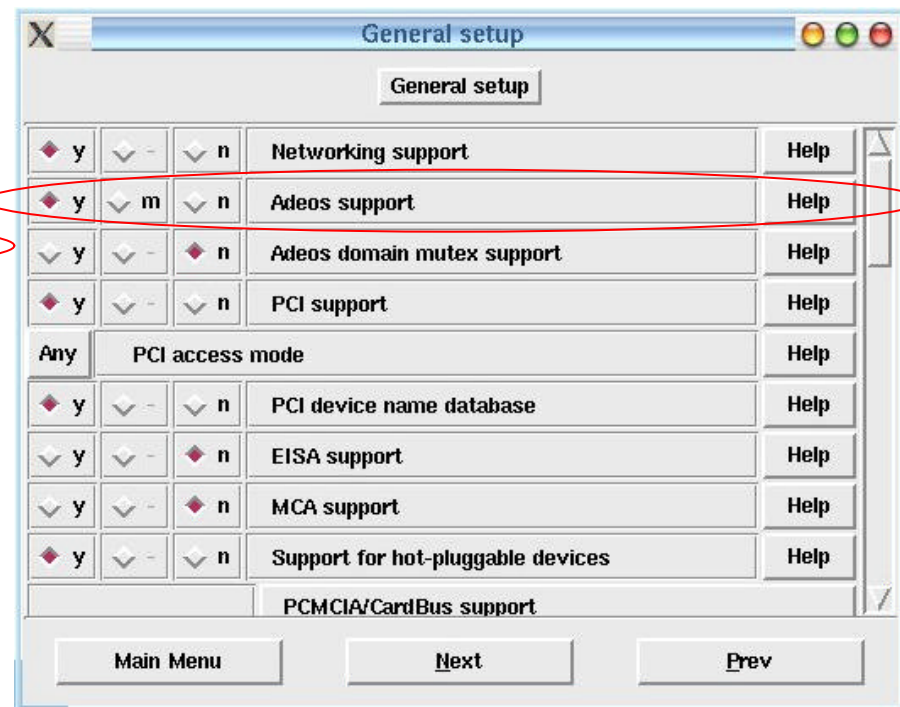 General setup
General setup
y - n Networking support Help
y m n Adeos support Help
y - n Adeos domain mutex support Help
y - n PCI support Help
Any PCI access mode Help
y - n PCI device name database Help
y - n EISA support Help
y - n MCA support Help
y - n Support for hot-pluggable devices Help
PCMCIA/CardBus support
Main Menu Next Prev